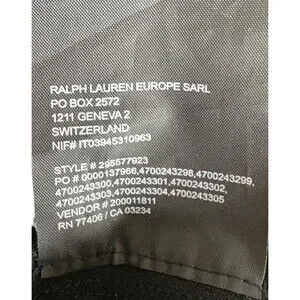 RALPH LAUREN EUROPE SARL
PO BOX 2572
1211 GENEVA 2
SWITZERLAND
NIF# IT03945310963
STYLE # 295577923
PO # 0000137966,4700243298,4700243299,
4700243300,4700243301,4700243302,
4700243303,4700243304,4700243305
VENDOR # 200011811
RN 77406 / CA 03234